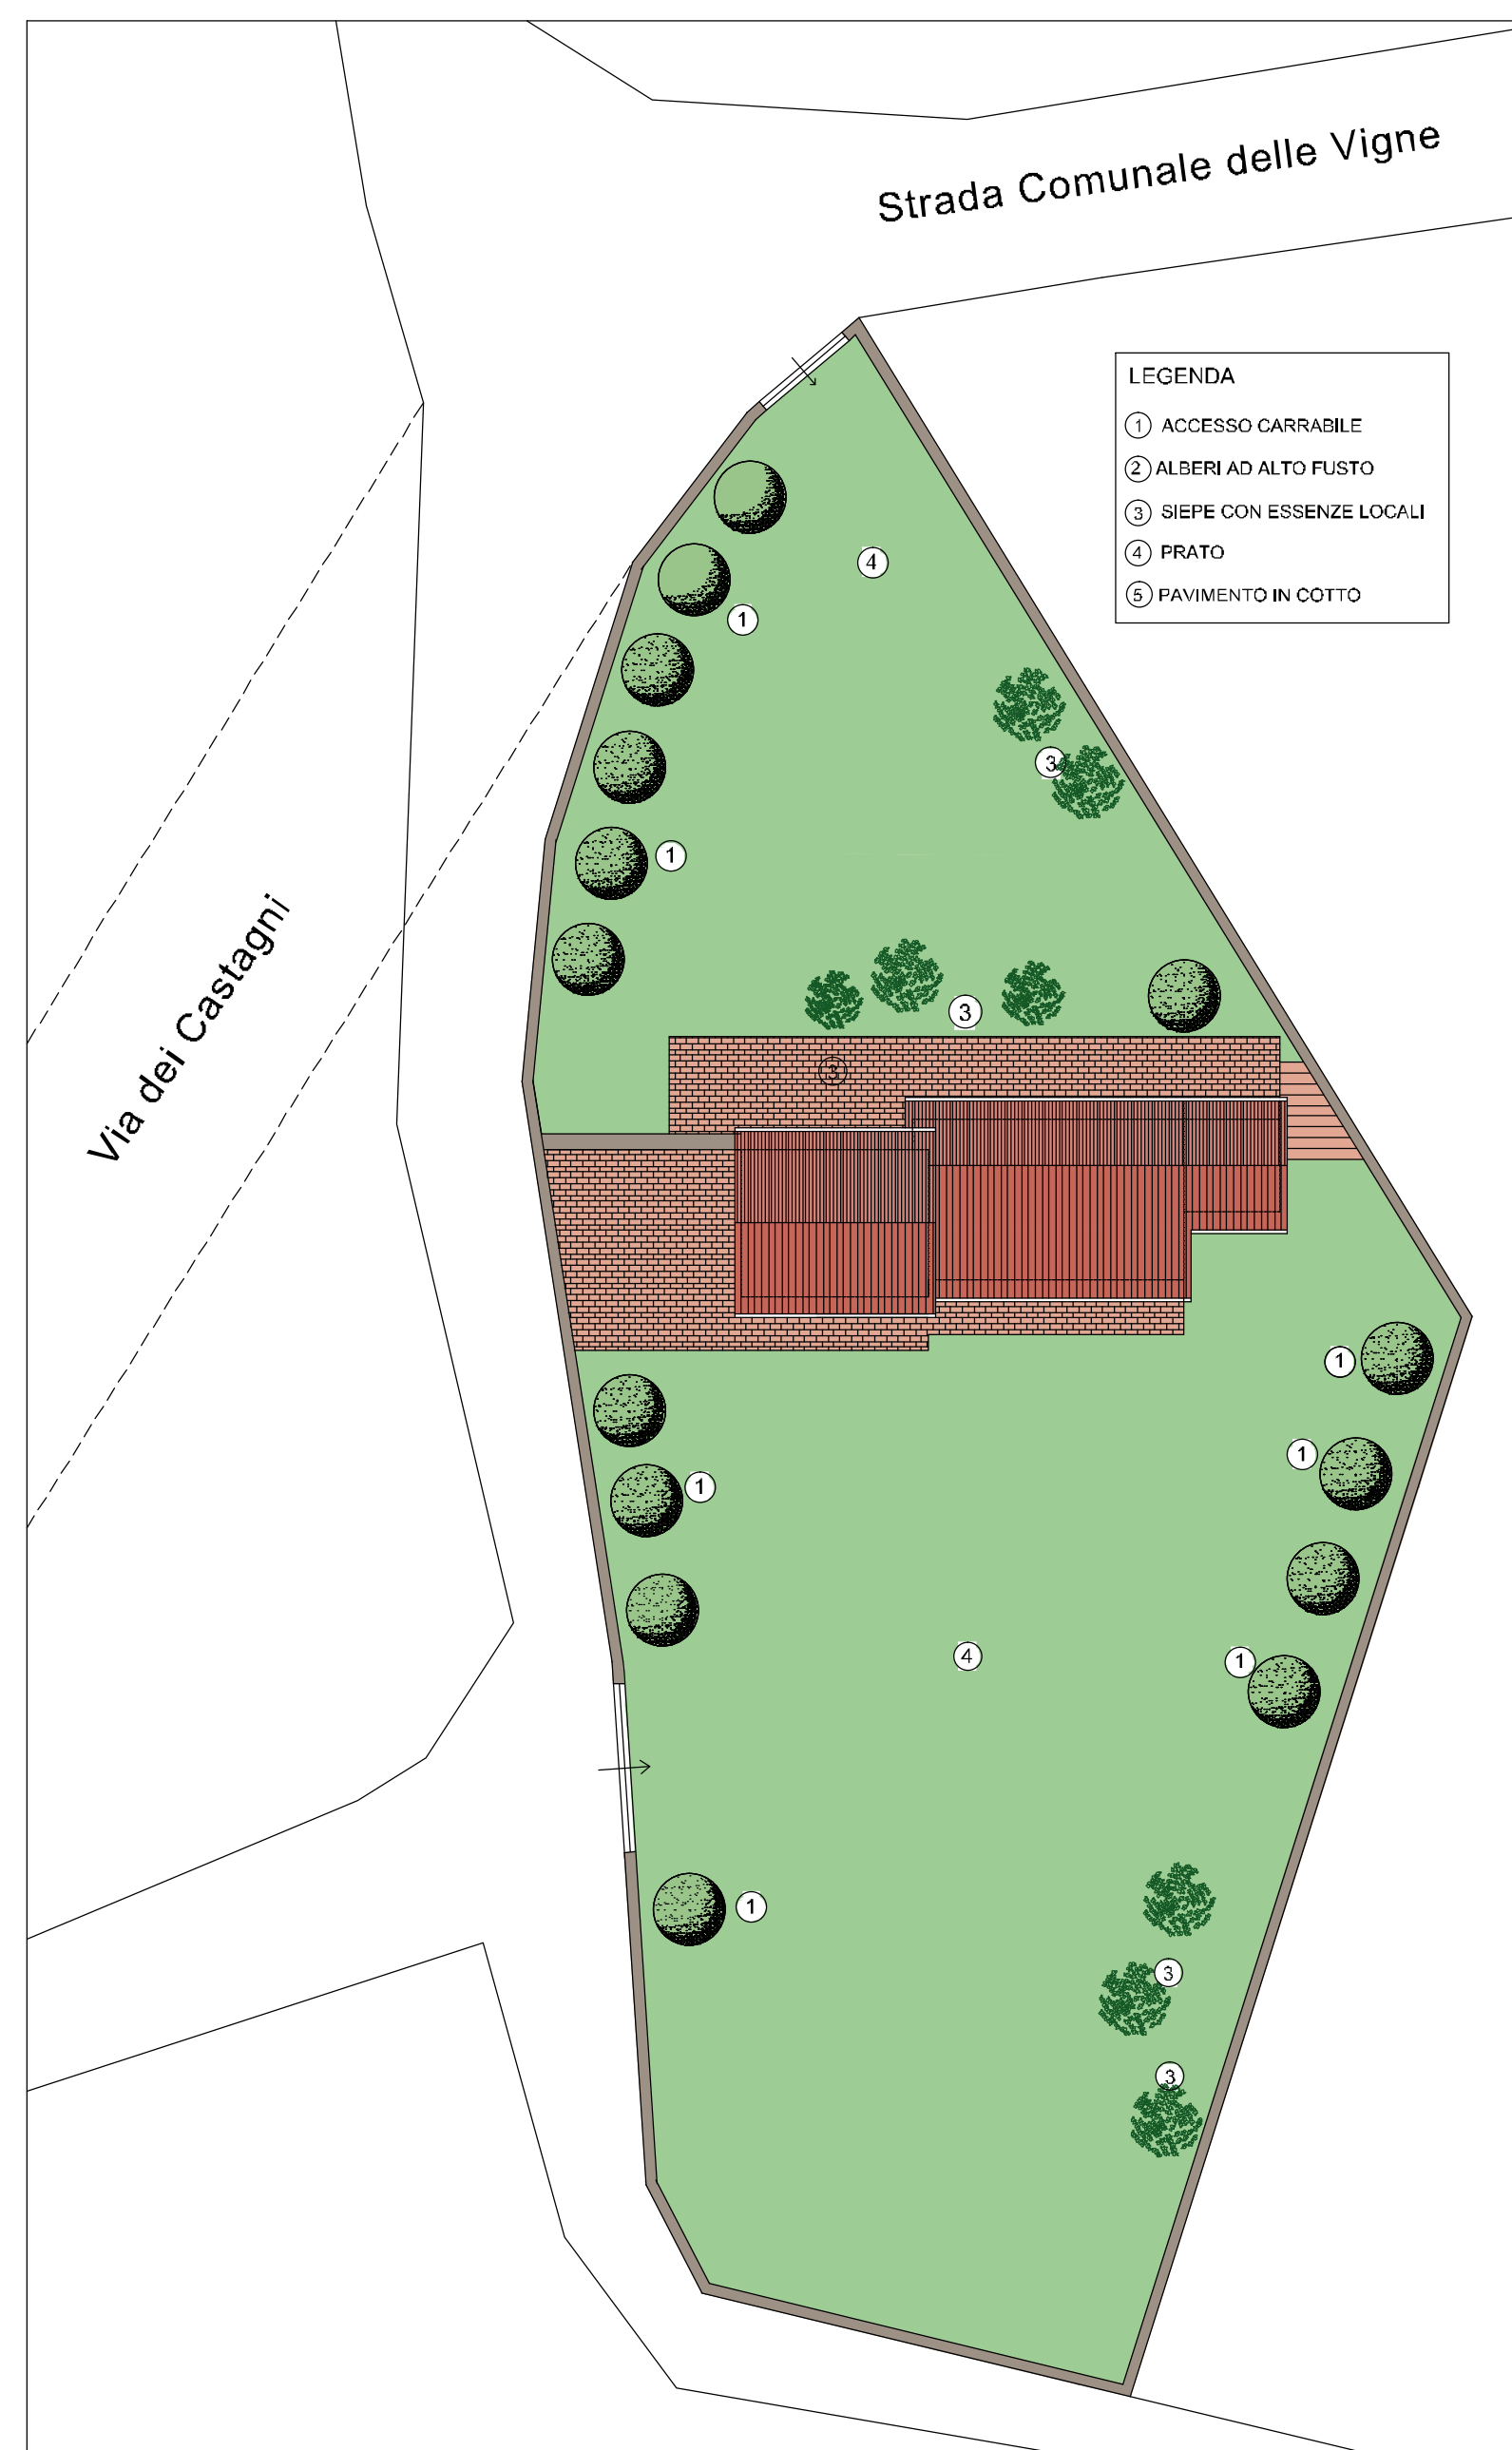 Strada Comunale delle Vigne
LEGENDA
1 ACCESSO CARRABILE
2 ALBERI AD ALTO FUSTO
3 SIEPE CON ESSENZE LOCALI
4 PRATO
5 PAVIMENTO IN COTTO
4
1
3
1
Via dei Castagni
3
3
1
1
1
4
1
1
3
3